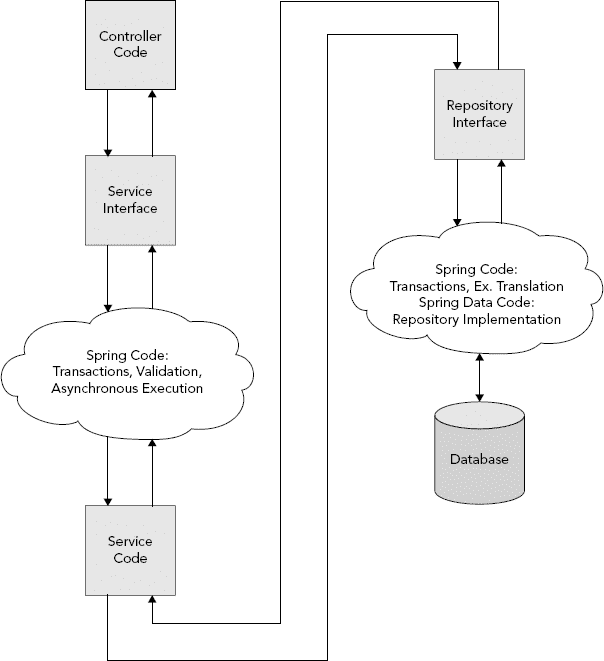 Controller
Code
Service
Interface
Spring Code:
Transactions, Validation,
Asynchronous Execution
Service
Code
Repository
Interface
Spring Code:
Transactions, Ex. Translation
Spring Data Code:
Repository Implementation
Database